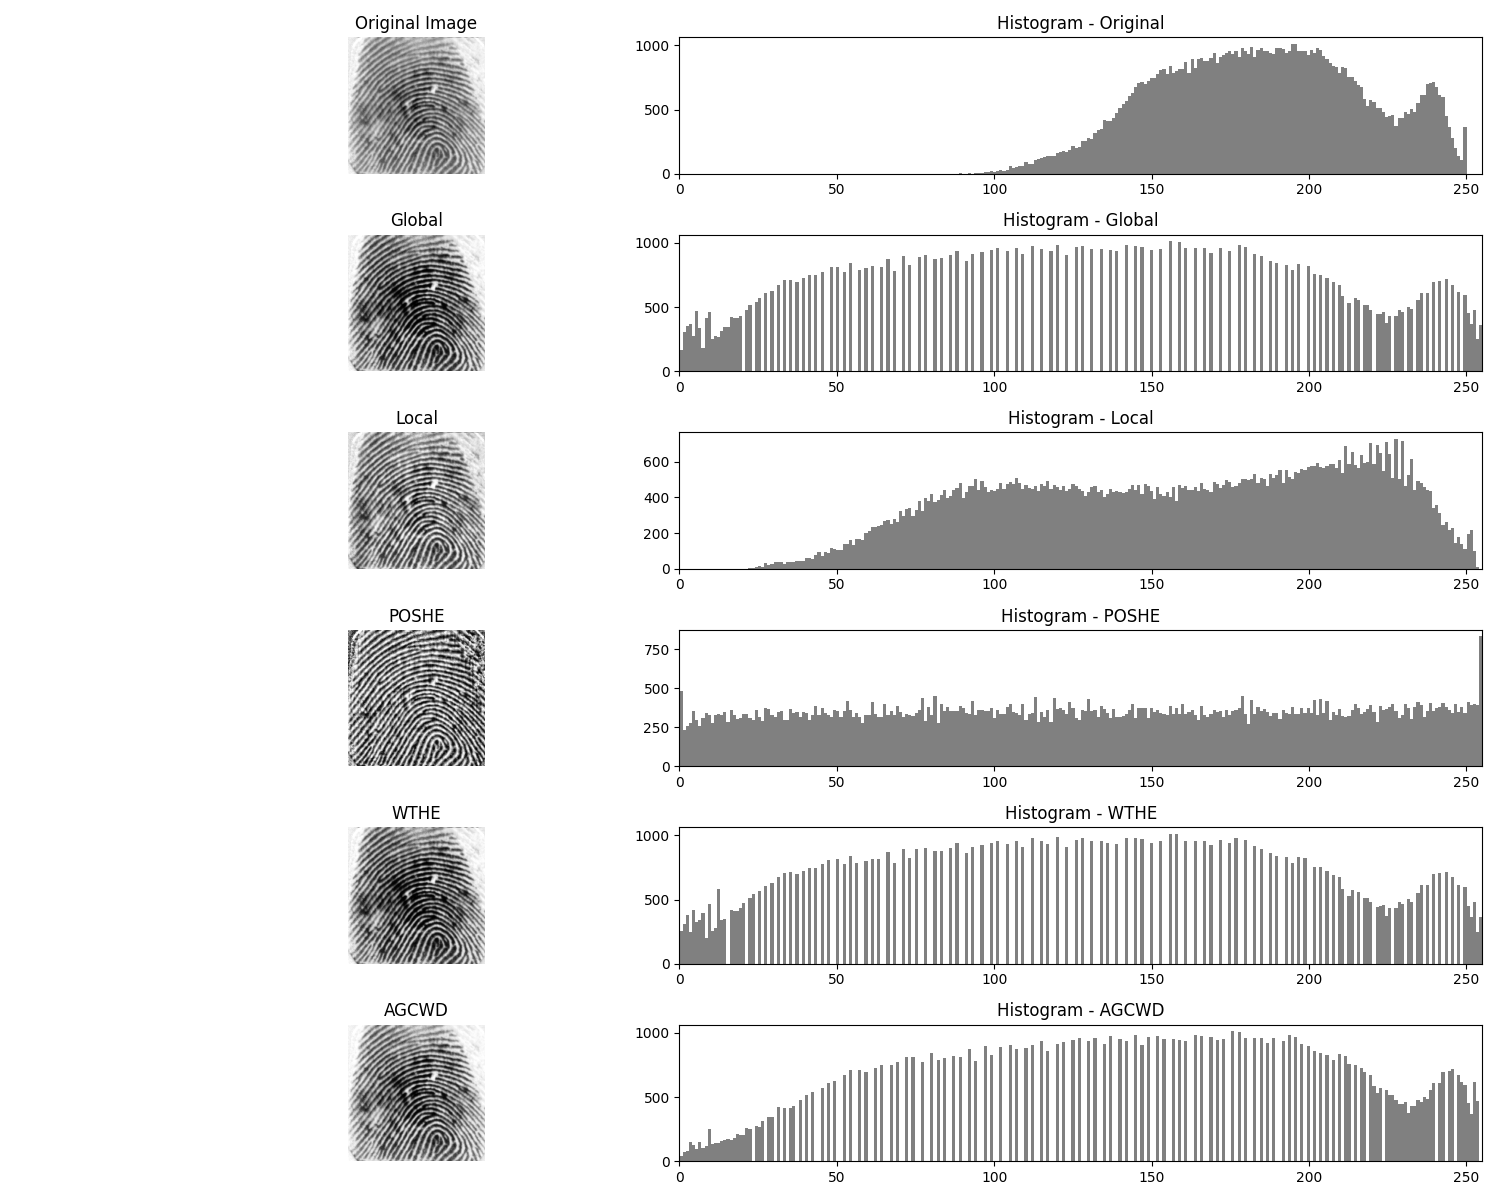 Original Image
Histogram - Original
1000
500
0
0 50 100 150 200 250
Global
Histogram - Global
1000
500
0
0 50 100 150 200 250
Local
Histogram - Local
600
400
200
0
0 50 100 150 200 250
POSHE
Histogram - POSHE
750
500
250
0
0 50 100 150 200 250
WTHE
Histogram - WTHE
1000
500
0
0 50 100 150 200 250
AGCWD
Histogram - AGCWD
1000
500
0
0 50 100 150 200 250